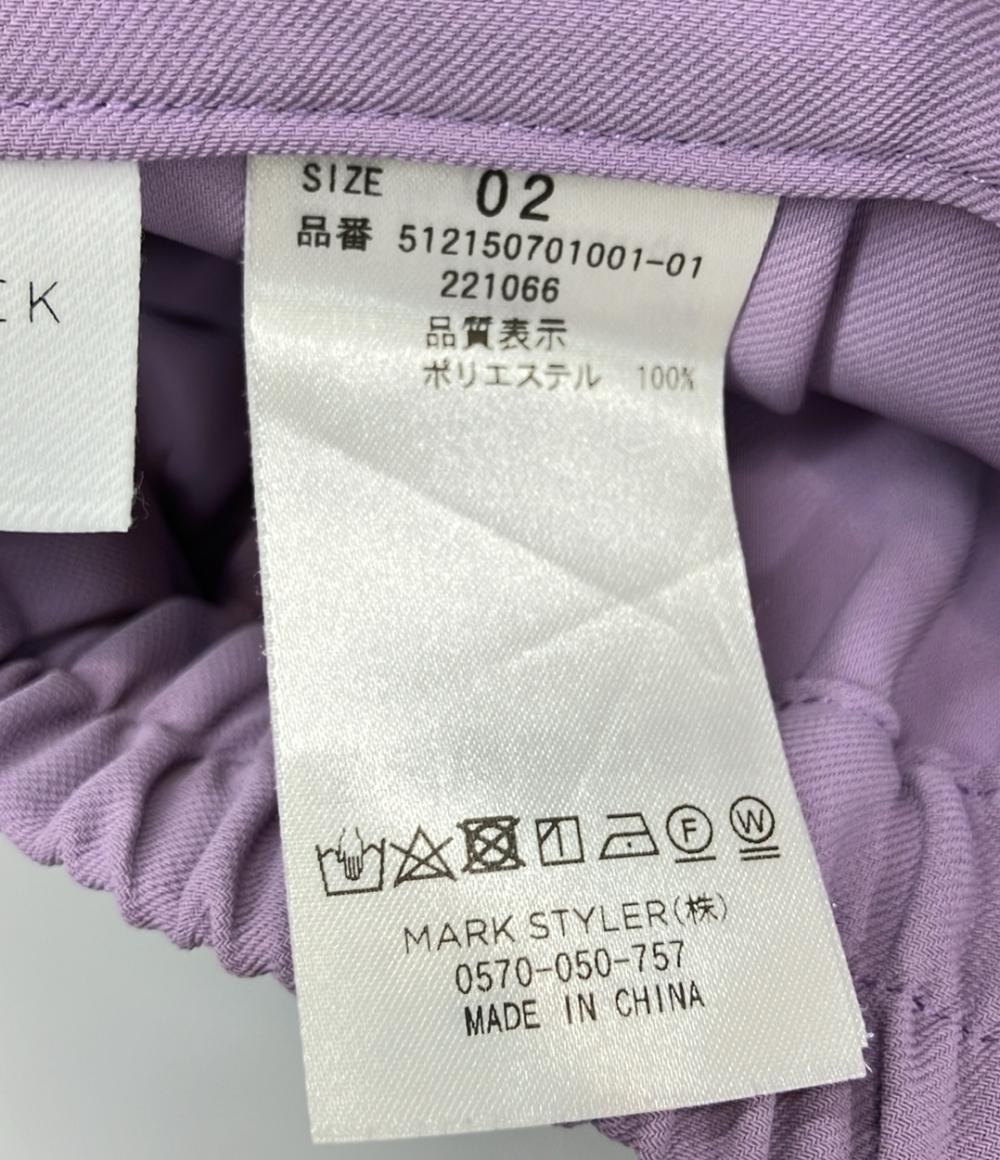 SIZE 02
品番 512150701001-01
221066
品質表示
ポリエステル 100%
K
F W
MARK STYLER(株)
0570-050-757
MADE IN CHINA